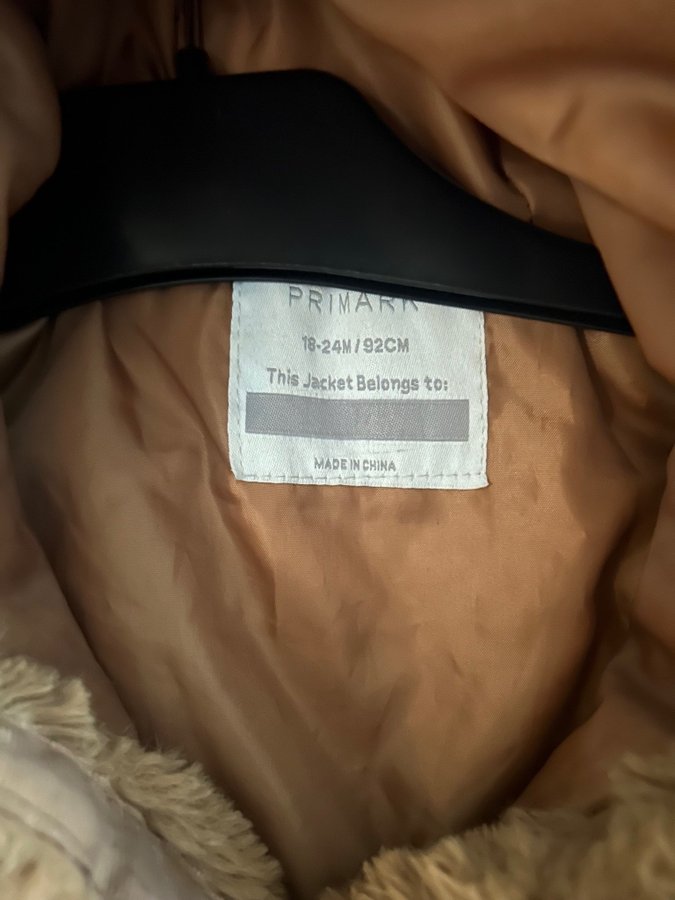 PRIMARK
18-24M / 92CM
This Jacket Belongs to:
MADE IN CHINA